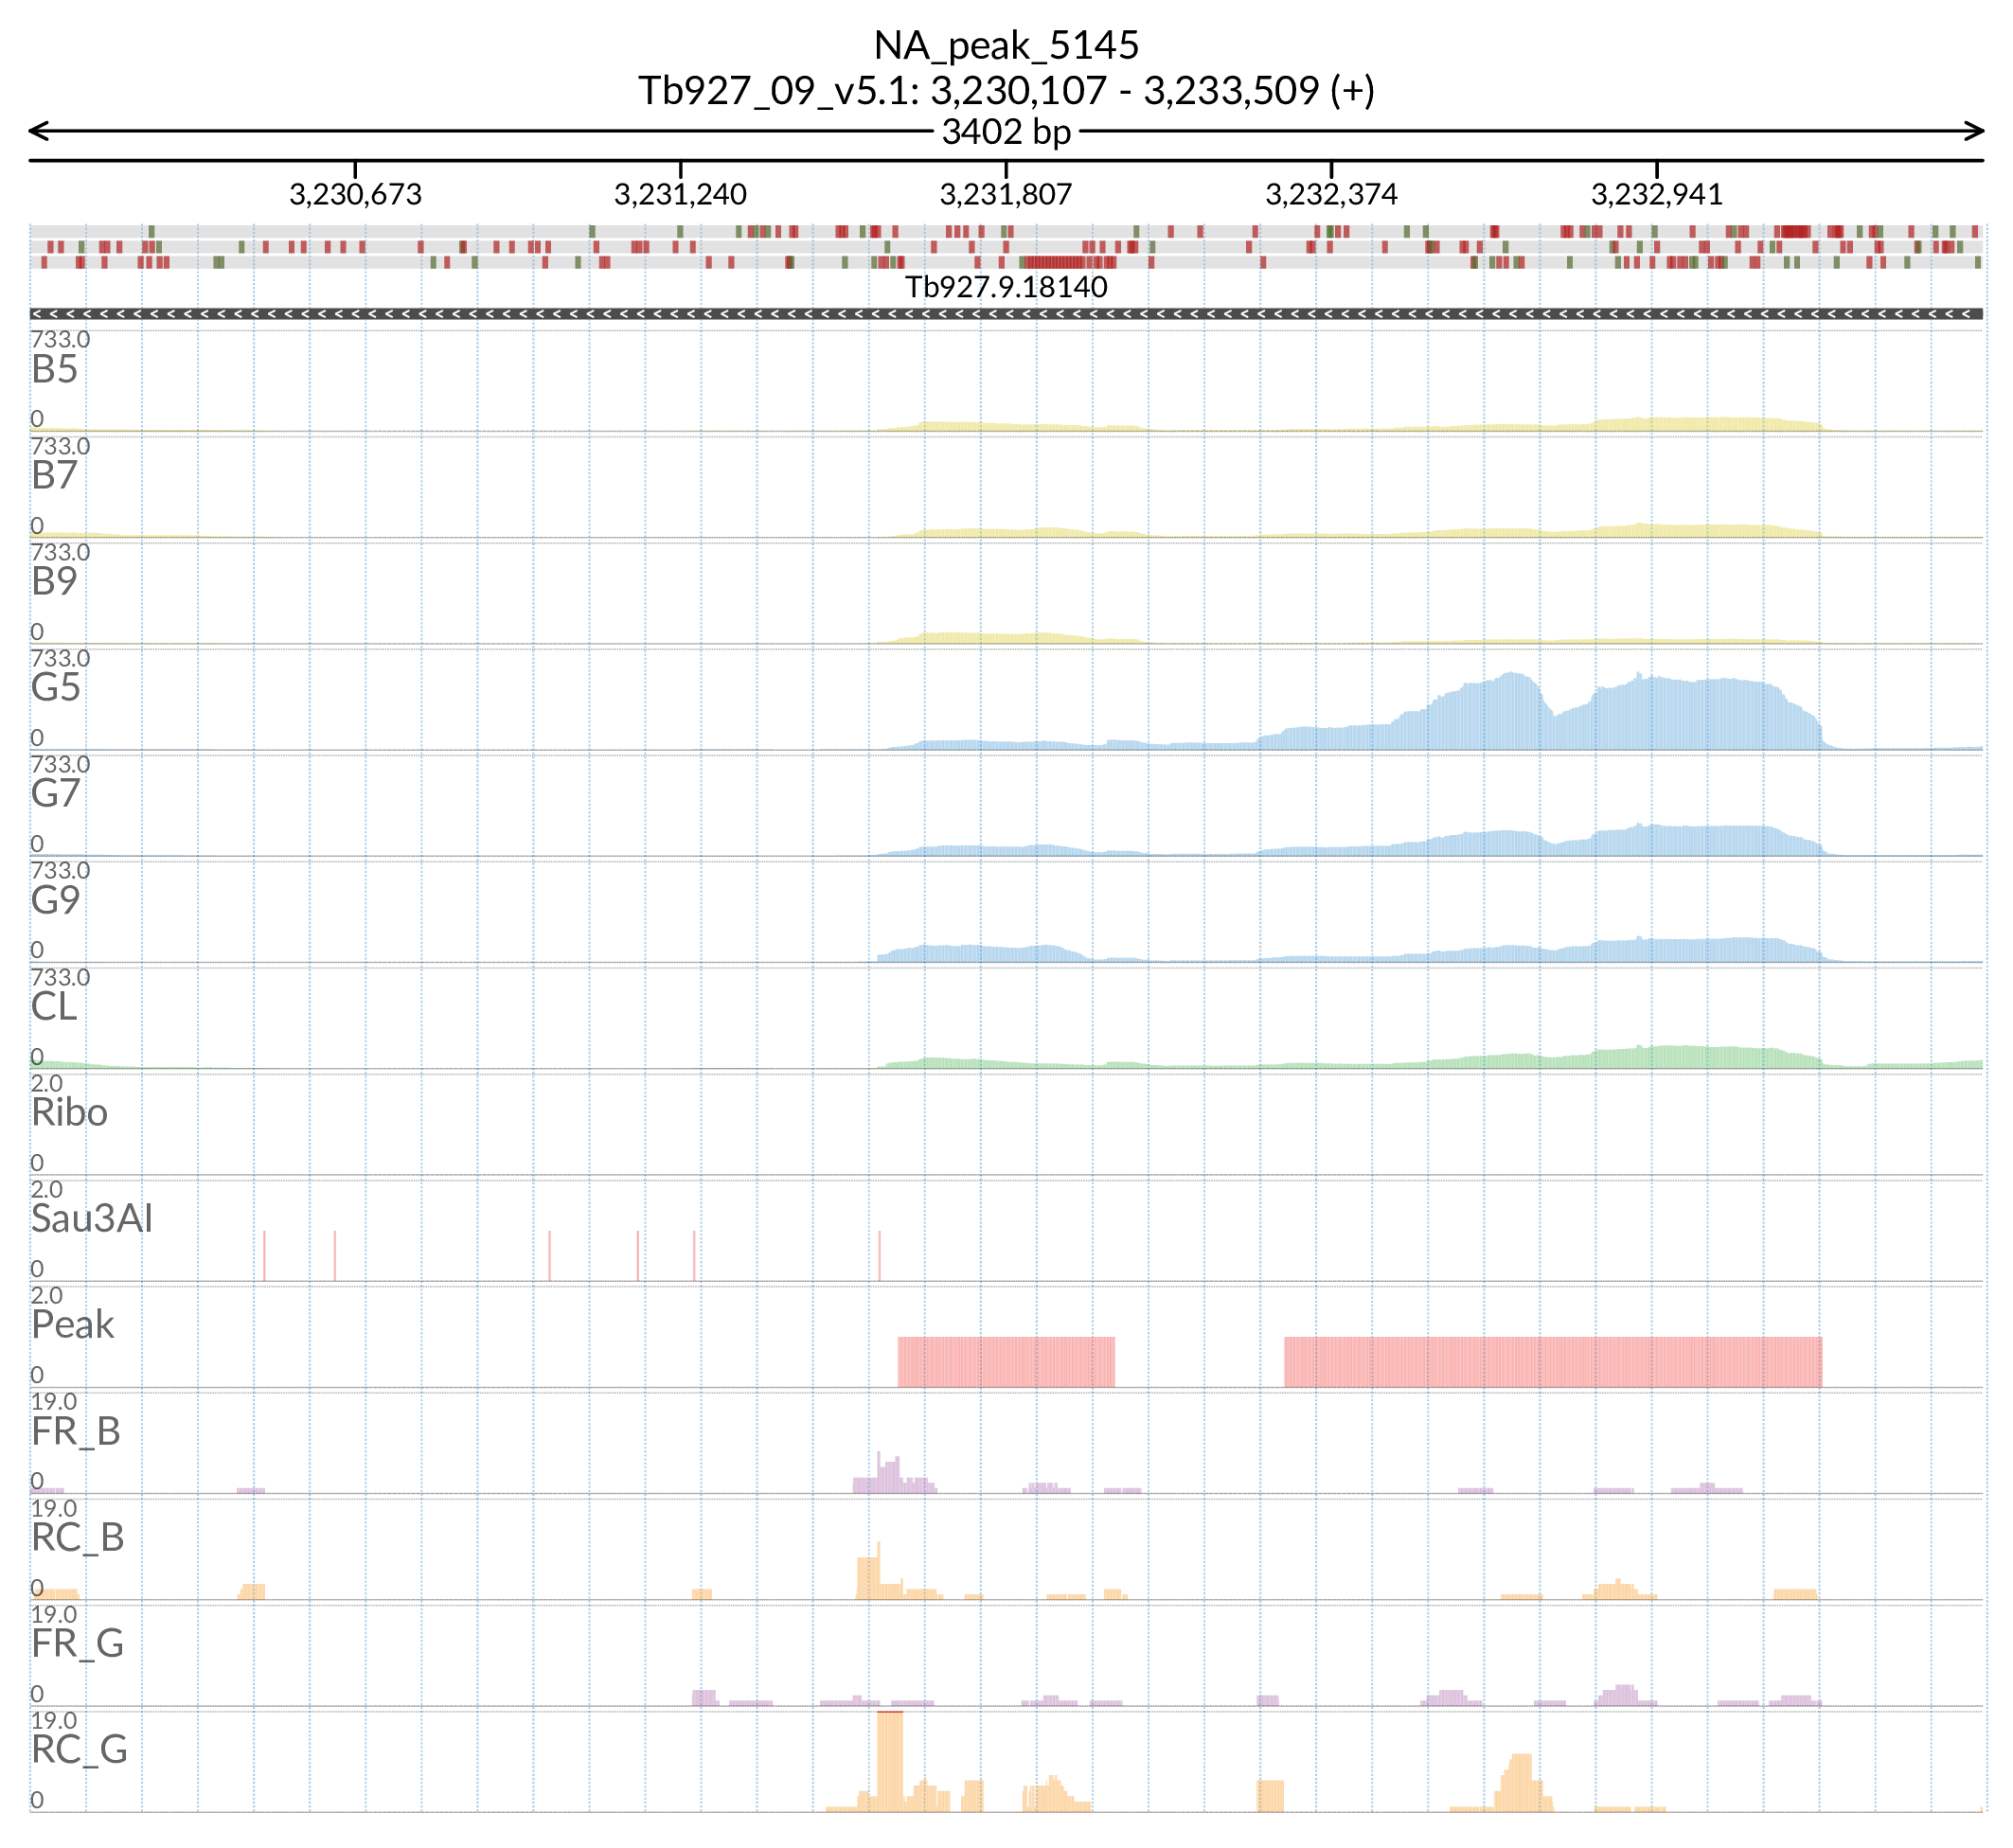 NA_peak_5145
Tb927_09_v5.1: 3,230,107 - 3,233,509 (+)
3402 bp
3,230,673 3,231,240 3,231,807 3,232,374 3,232,941
Tb927.9.18140
733.0
B5
0
733.0
B7
0
733.0
B9
0
733.0
G5
0
733.0
G7
0
733.0
G9
0
733.0
CL
0
2.0
Ribo
0
2.0
Sau3AI
0
2.0
Peak
0
19.0
FR_B
0
19.0
RC_B
0
19.0
FR_G
0
19.0
RC_G
0